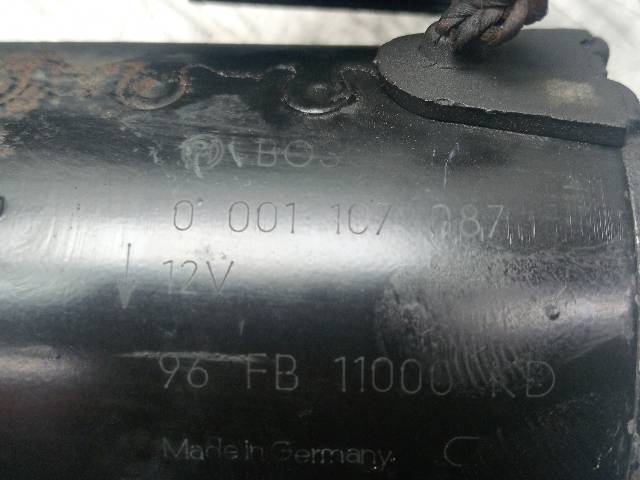 BOS
0 001 107 087
12V
96 FB 11000 KD
Made in Germany